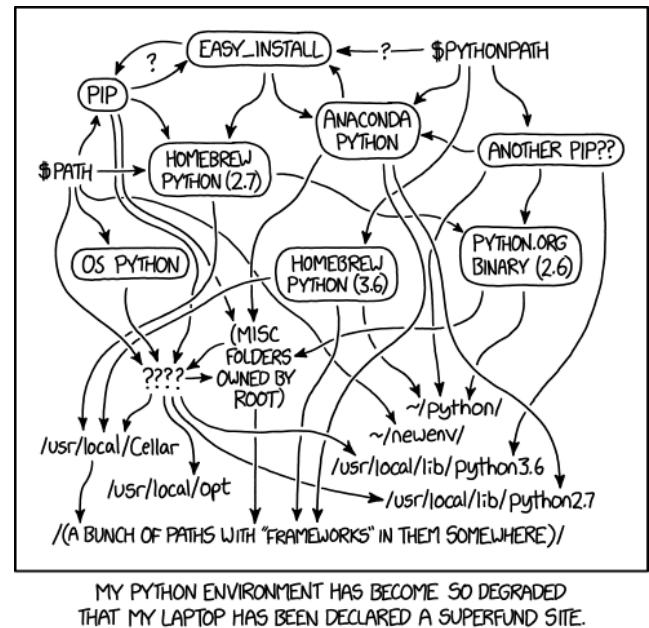 EASY_INSTALL
$PYTHONPATH
?
?
PIP
ANACONDA
PYTHON
ANOTHER PIP??
HOMEBREW
PYTHON (2.7)
$PATH
OS PYTHON
HOMEBREW
PYTHON (3.6)
PYTHON.ORG
BINARY (2.6)
(MISC
FOLDERS
OWNED BY
ROOT)
????
~/python/
~/newenv/
/usr/local/Cellar
/usr/local/lib/python3.6
/usr/local/opt
/usr/local/lib/python2.7
/(A BUNCH OF PATHS WITH "FRAMEWORKS" IN THEM SOMEWHERE)/
MY PYTHON ENVIRONMENT HAS BECOME SO DEGRADED
THAT MY LAPTOP HAS BEEN DECLARED A SUPERFUND SITE.